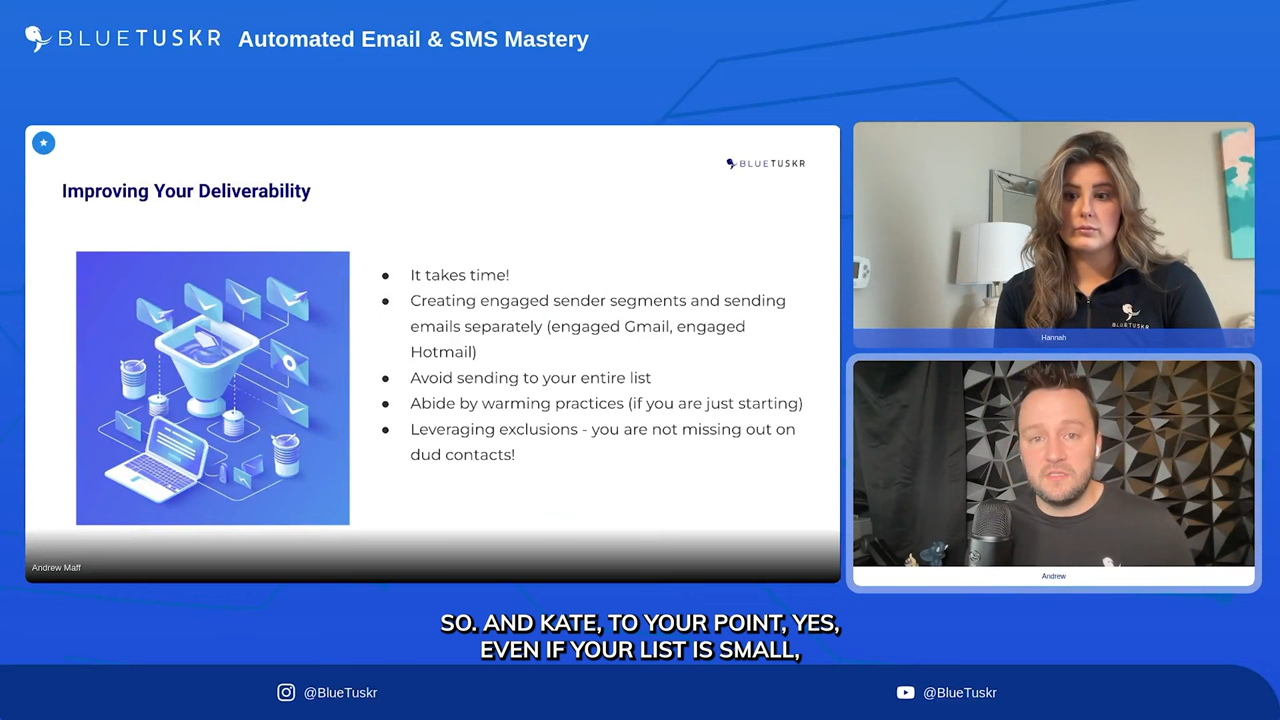 BLUETUSKR Automated Email & SMS Mastery
BLUETUSKR
Improving Your Deliverability
● It takes time!
● Creating engaged sender segments and sending
emails separately (engaged Gmail, engaged
Hotmail)
● Avoid sending to your entire list
● Abide by warming practices (if you are just starting)
● Leveraging exclusions - you are not missing out on
dud contacts!
Andrew Maff
BLUETUSKR
Hannah
Andrew
SO. AND KATE, TO YOUR POINT, YES,
EVEN IF YOUR LIST IS SMALL,
@BlueTuskr
@BlueTuskr